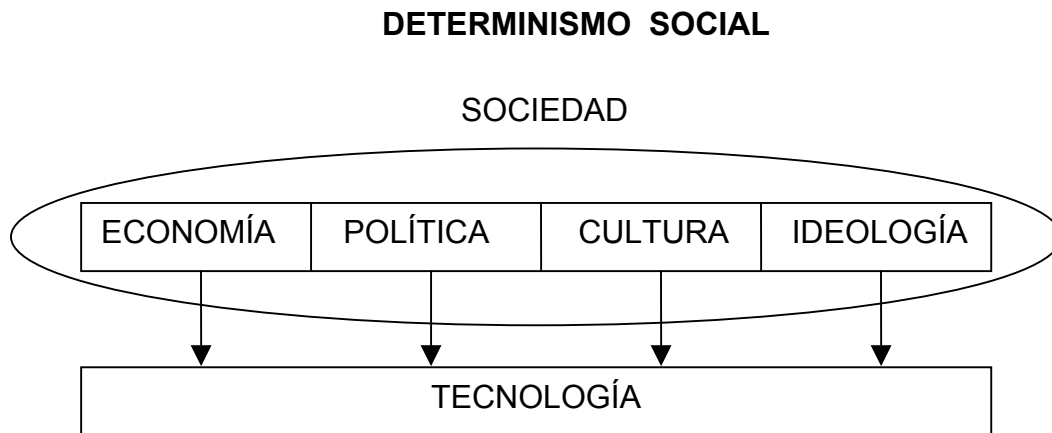 DETERMINISMO SOCIAL
SOCIEDAD
ECONOMÍA POLÍTICA CULTURA IDEOLOGÍA
TECNOLOGÍA